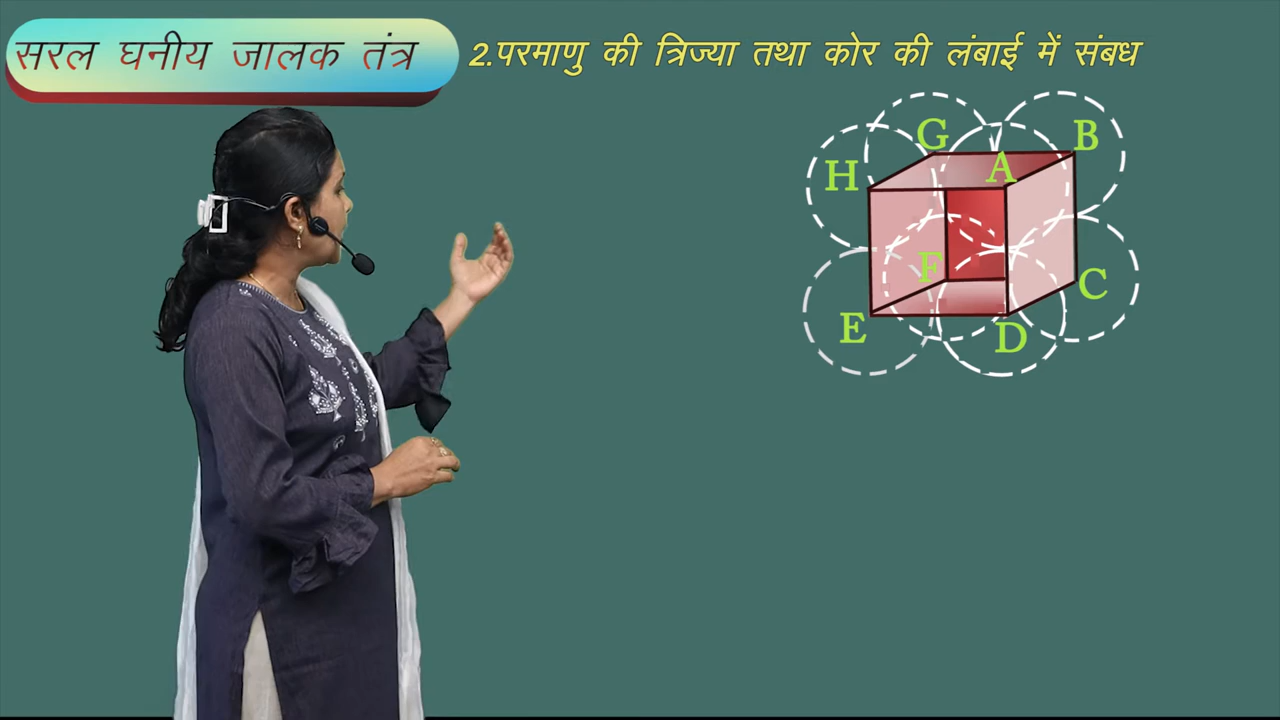 सरल घनीय जालक तंत्र
2.परमाणु की त्रिज्या तथा कोर की लंबाई में संबध
G
B
H
A
F
C
E
D